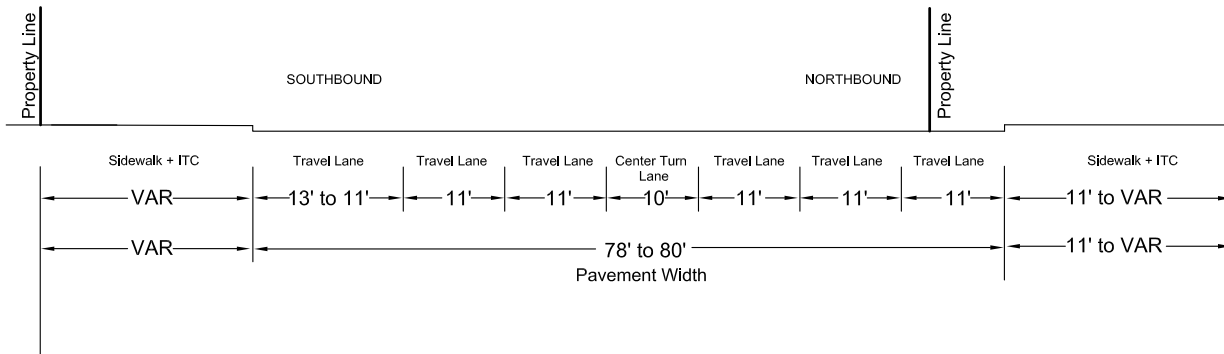 Property Line
Property Line
SOUTHBOUND
NORTHBOUND
Sidewalk + ITC
Travel Lane
Travel Lane
Travel Lane
Center Turn
Lane
Travel Lane
Travel Lane
Travel Lane
Sidewalk + ITC
VAR
13' to 11'
11'
11'
10'
11'
11'
11'
11' to VAR
VAR
78' to 80'
11' to VAR
Pavement Width